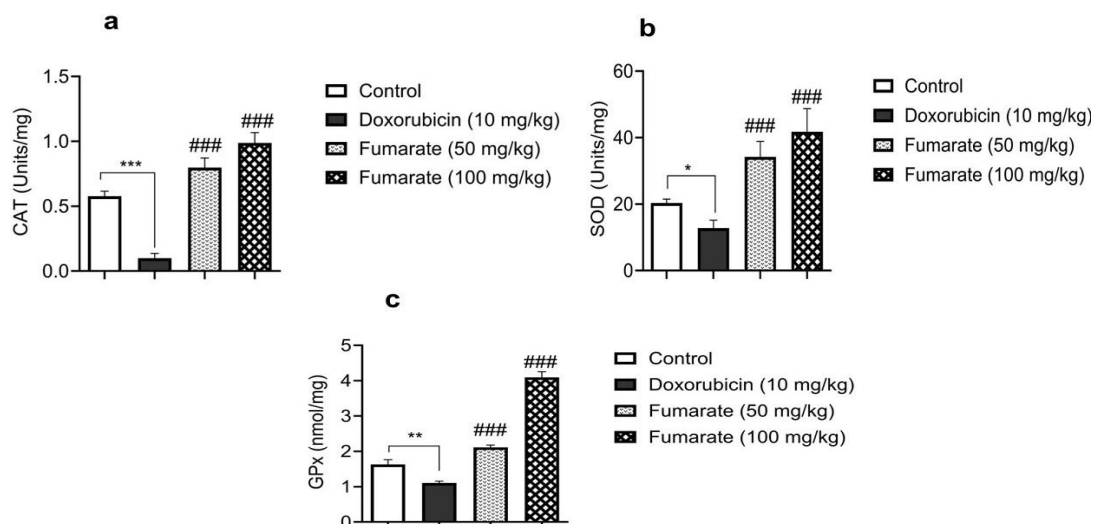 a
CAT (Units/mg)
1.5
1.0
0.5
0.0
***
###
###
Control
Doxorubicin (10 mg/kg)
Fumarate (50 mg/kg)
Fumarate (100 mg/kg)
b
SOD (Units/mg)
60
40
20
0
*
###
###
Control
Doxorubicin (10 mg/kg)
Fumarate (50 mg/kg)
Fumarate (100 mg/kg)
c
GPx (nmol/mg)
5
4
3
2
1
0
**
###
###
Control
Doxorubicin (10 mg/kg)
Fumarate (50 mg/kg)
Fumarate (100 mg/kg)